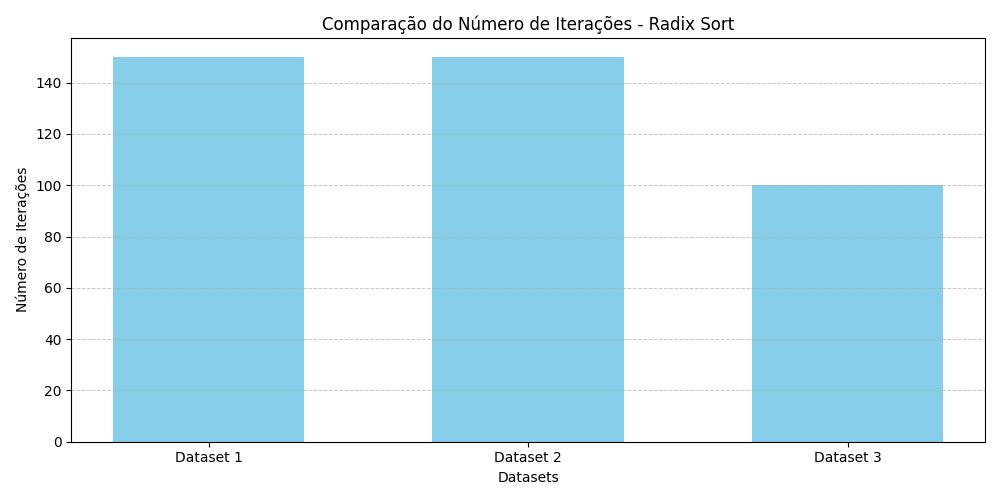 Comparação do Número de Iterações - Radix Sort
Número de Iterações
140
120
100
80
60
40
20
0
Dataset 1
Dataset 2
Dataset 3
Datasets